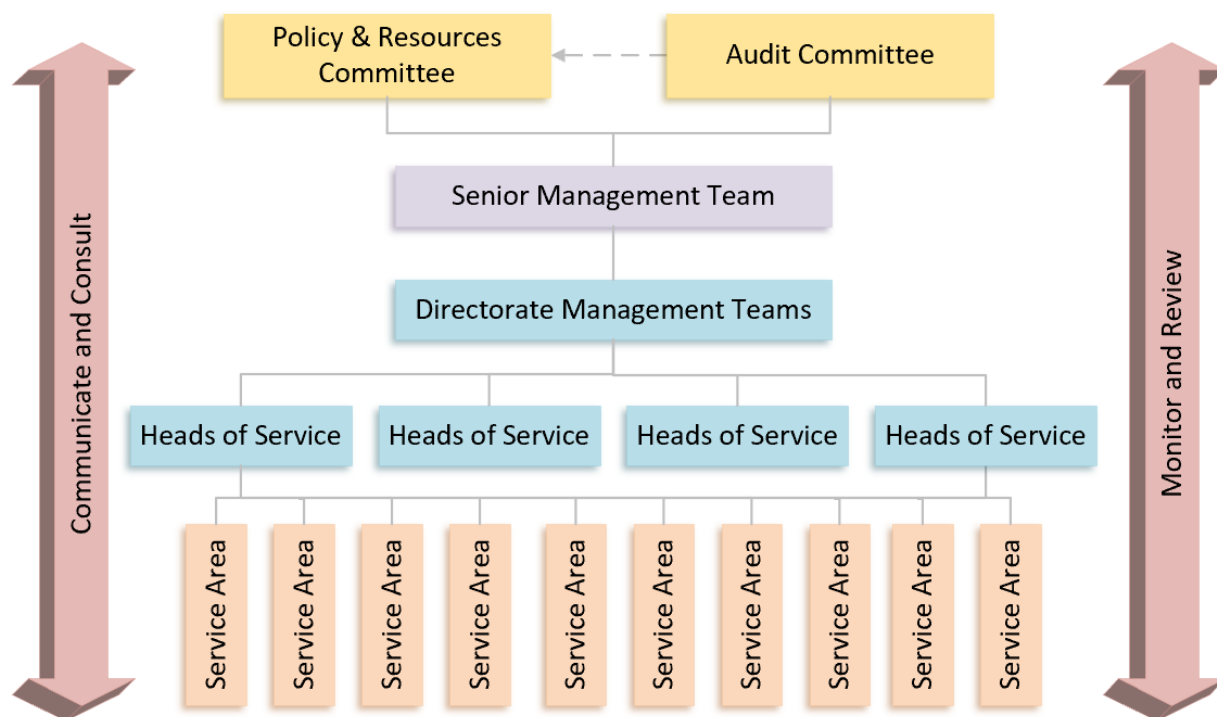 Policy & Resources
Committee
Audit Committee
Senior Management Team
Directorate Management Teams
Heads of Service
Heads of Service
Heads of Service
Heads of Service
Service Area
Service Area
Service Area
Service Area
Service Area
Service Area
Service Area
Service Area
Service Area
Service Area
Communicate and Consult
Monitor and Review